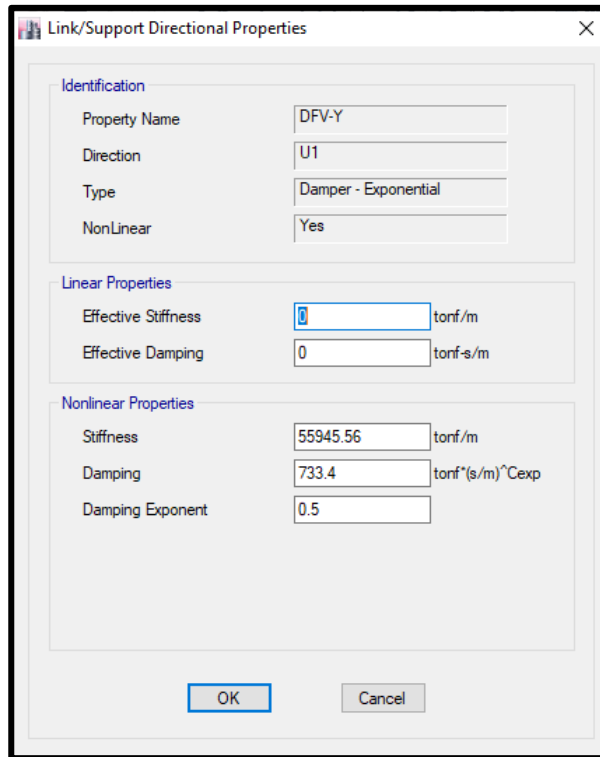 Link/Support Directional Properties
Identification
Property Name DFV-Y
Direction U1
Type Damper - Exponential
NonLinear Yes
Linear Properties
Effective Stiffness 0 tonf/m
Effective Damping 0 tonf-s/m
Nonlinear Properties
Stiffness 55945.56 tonf/m
Damping 733.4 tonf*(s/m)^Cexp
Damping Exponent 0.5
OK Cancel